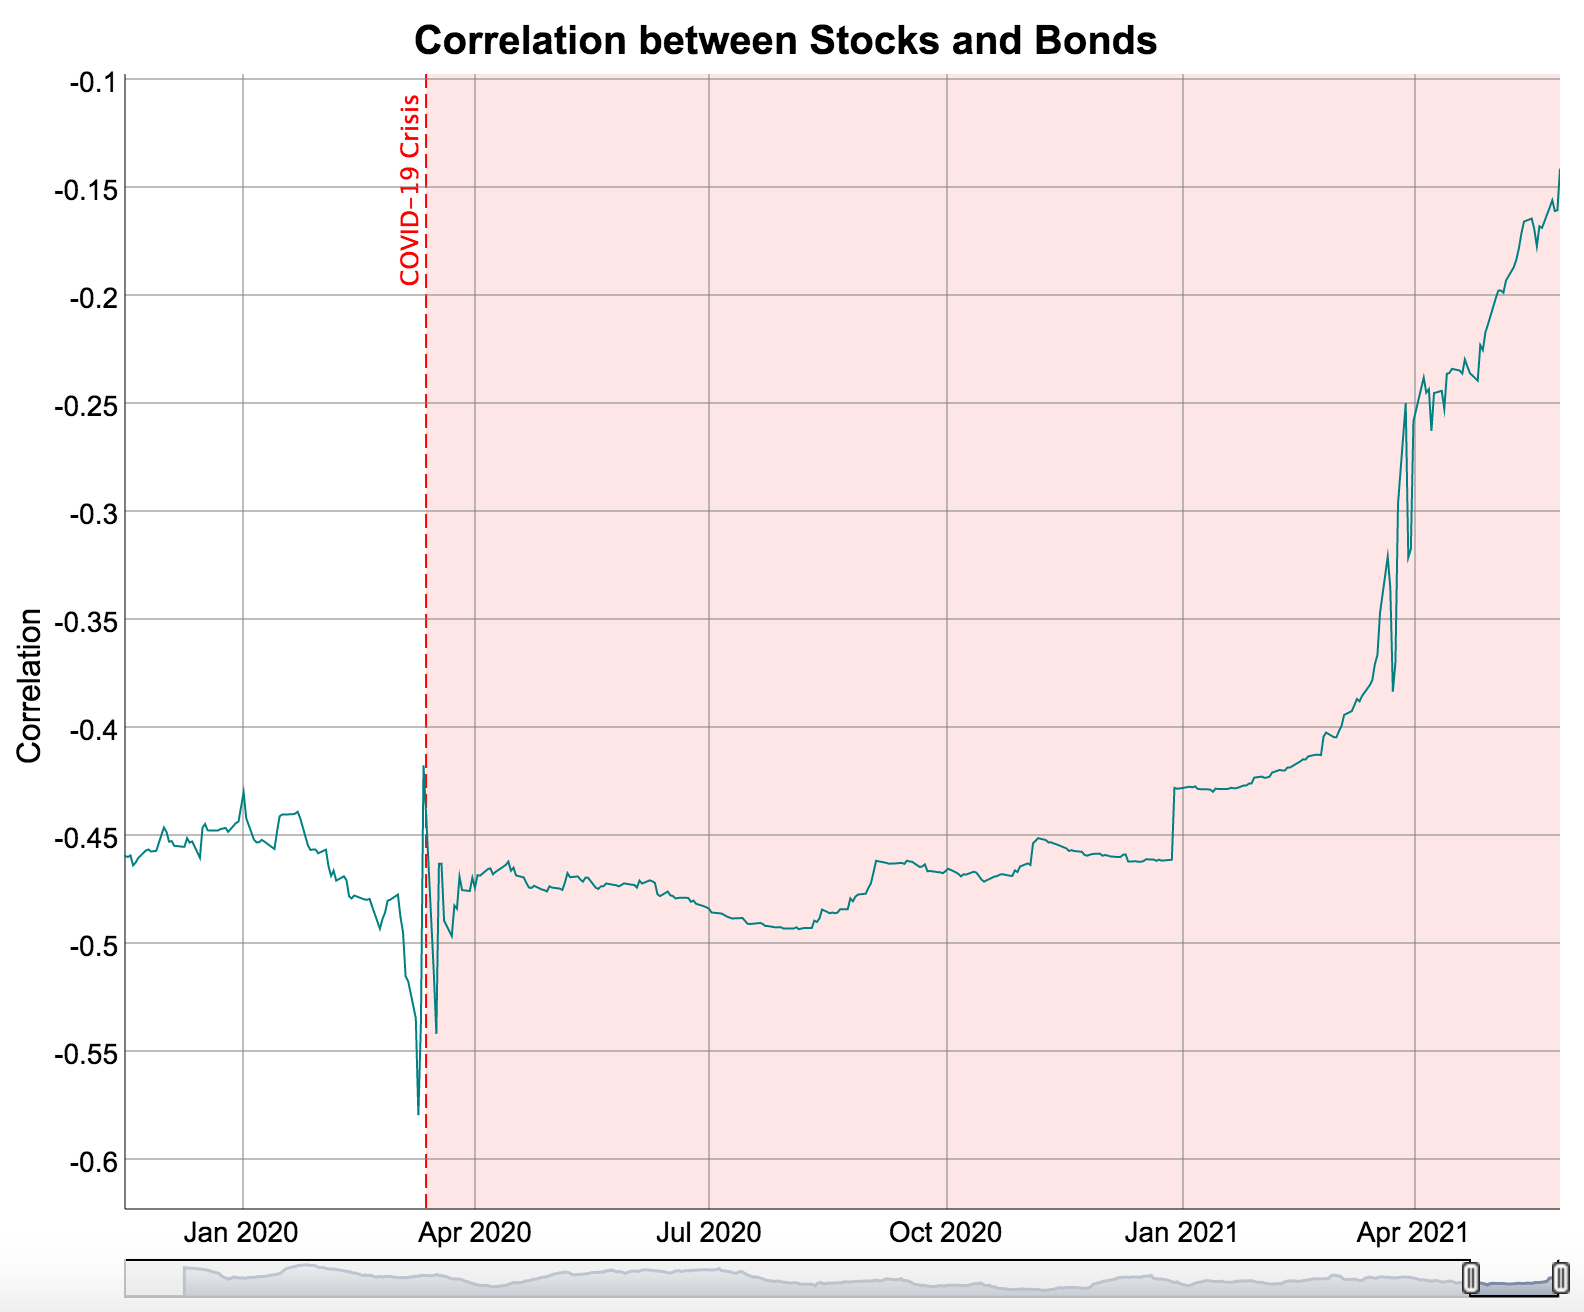 Correlation between Stocks and Bonds
-0.1
-0.15
-0.2
-0.25
-0.3
-0.35
-0.4
-0.45
-0.5
-0.55
-0.6
Correlation
COVID-19 Crisis
Jan 2020
Apr 2020
Jul 2020
Oct 2020
Jan 2021
Apr 2021